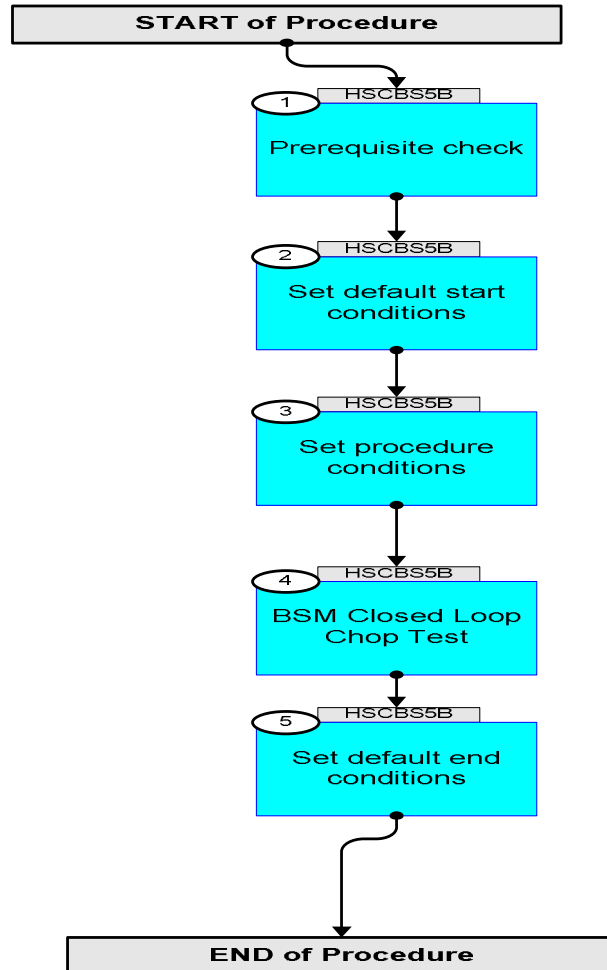 START of Procedure
HSCBS5B
1
Prerequisite check
HSCBS5B
2
Set default start
conditions
HSCBS5B
3
Set procedure
conditions
HSCBS5B
4
BSM Closed Loop
Chop Test
HSCBS5B
5
Set default end
conditions
END of Procedure